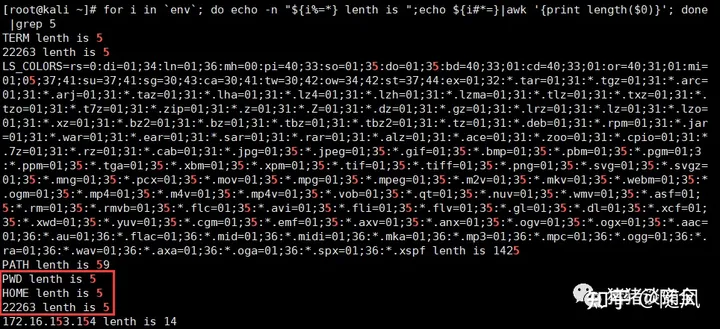 [root@kali ~]# for i in `env`; do echo -n "${i%=*} lenth is ";echo ${i#*=}|awk '{print length($0)}'; done
|grep 5
TERM lenth is 5
22263 lenth is 5
LS_COLORS=rs=0:di=01;34:ln=01;36:mh=00:pi=40;33:so=01;35:do=01;35:bd=40;33;01:cd=40;33;01:or=40;31;01:mi=
01;05;37;41:su=37;41:sg=30;43:ca=30;41:tw=30;42:ow=34;42:st=37;44:ex=01;32:*.tar=01;31:*.tgz=01;31:*.arc=
01;31:*.arj=01;31:*.taz=01;31:*.lha=01;31:*.lz4=01;31:*.lzh=01;31:*.lzma=01;31:*.tlz=01;31:*.txz=01;31:*.
tzo=01;31:*.t7z=01;31:*.zip=01;31:*.z=01;31:*.Z=01;31:*.dz=01;31:*.gz=01;31:*.lrz=01;31:*.lz=01;31:*.lzo=
01;31:*.xz=01;31:*.bz2=01;31:*.bz=01;31:*.tbz=01;31:*.tbz2=01;31:*.tz=01;31:*.deb=01;31:*.rpm=01;31:*.jar
=01;31:*.war=01;31:*.ear=01;31:*.sar=01;31:*.rar=01;31:*.alz=01;31:*.ace=01;31:*.zoo=01;31:*.cpio=01;31:*
.7z=01;31:*.rz=01;31:*.cab=01;31:*.jpg=01;35:*.jpeg=01;35:*.gif=01;35:*.bmp=01;35:*.pbm=01;35:*.pgm=01;3
5:*.ppm=01;35:*.tga=01;35:*.xbm=01;35:*.xpm=01;35:*.tif=01;35:*.tiff=01;35:*.png=01;35:*.svg=01;35:*.svgz=
01;35:*.mng=01;35:*.pcx=01;35:*.mov=01;35:*.mpg=01;35:*.mpeg=01;35:*.m2v=01;35:*.mkv=01;35:*.webm=01;35:*
.ogm=01;35:*.mp4=01;35:*.m4v=01;35:*.mp4v=01;35:*.vob=01;35:*.qt=01;35:*.nuv=01;35:*.wmv=01;35:*.asf=01;3
5:*.rm=01;35:*.rmvb=01;35:*.flc=01;35:*.avi=01;35:*.fli=01;35:*.flv=01;35:*.gl=01;35:*.dl=01;35:*.xcf=01;
35:*.xwd=01;35:*.yuv=01;35:*.cgm=01;35:*.emf=01;35:*.axv=01;35:*.anx=01;35:*.ogv=01;35:*.ogx=01;35:*.aac=
01;36:*.au=01;36:*.flac=01;36:*.mid=01;36:*.midi=01;36:*.mka=01;36:*.mp3=01;36:*.mpc=01;36:*.ogg=01;36:*.
ra=01;36:*.wav=01;36:*.axa=01;36:*.oga=01;36:*.spx=01;36:*.xspf lenth is 1425
PATH lenth is 59
PWD lenth is 5
HOME lenth is 5
22263 lenth is 5
172.16.153.154 lenth is 14
知乎 @随风